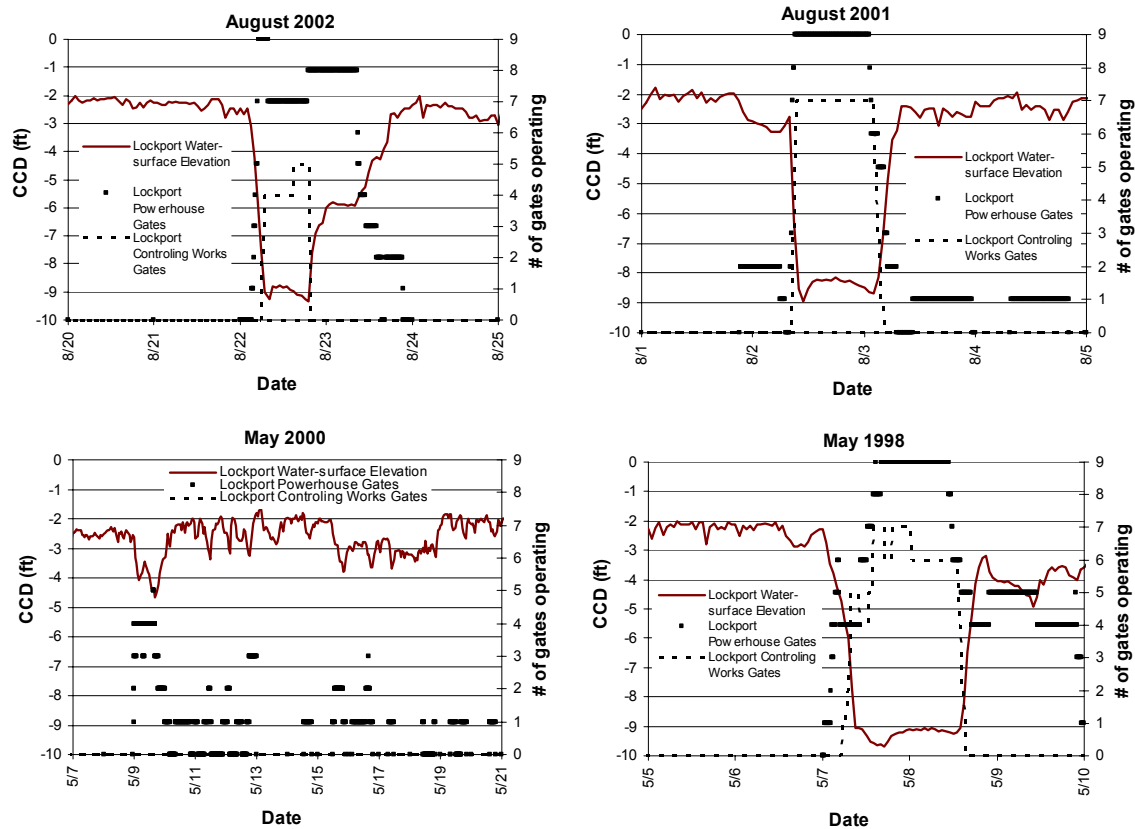 August 2002
0
-1
-2
-3
-4
-5
-6
-7
-8
-9
-10
CCD (ft)
Lockport Water-
surface Elevation
Lockport
Powerhouse
Gates
Lockport
Controling Works
Gates
9
8
7
6
5
4
3
2
1
0
# of gates operating
8/20
8/21
8/22
8/23
8/24
8/25
Date
August 2001
0
-1
-2
-3
-4
-5
-6
-7
-8
-9
-10
CCD (ft)
Lockport Water-
surface Elevation
Lockport
Powerhouse Gates
Lockport Controling
Works Gates
9
8
7
6
5
4
3
2
1
0
# of gates operating
8/1
8/2
8/3
8/4
8/5
Date
May 2000
0
-1
-2
-3
-4
-5
-6
-7
-8
-9
-10
CCD (ft)
Lockport Water-surface Elevation
Lockport Powerhouse Gates
Lockport Controling Works Gates
9
8
7
6
5
4
3
2
1
0
# of gates operating
5/7
5/9
5/11
5/13
5/15
5/17
5/19
5/21
Date
May 1998
0
-1
-2
-3
-4
-5
-6
-7
-8
-9
-10
CCD (ft)
Lockport Water-
surface Elevation
Lockport
Powerhouse Gates
Lockport Controling
Works Gates
9
8
7
6
5
4
3
2
1
0
# of gates operating
5/5
5/6
5/7
5/8
5/9
5/10
Date